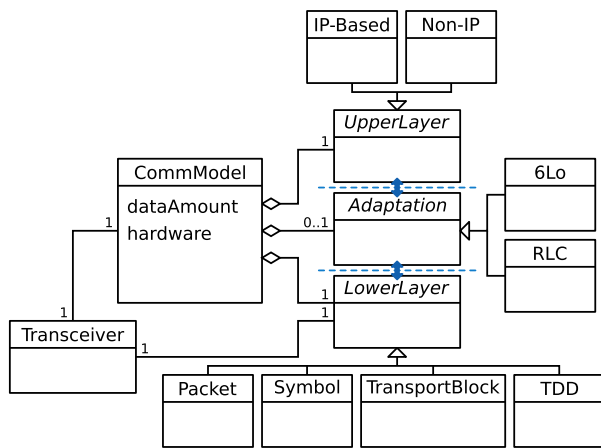 IP-Based
Non-IP
UpperLayer
1
CommModel
dataAmount
hardware
Adaptation
0..1
6Lo
RLC
1
1
LowerLayer
1
1
Transceiver
1
Packet
Symbol
TransportBlock
TDD